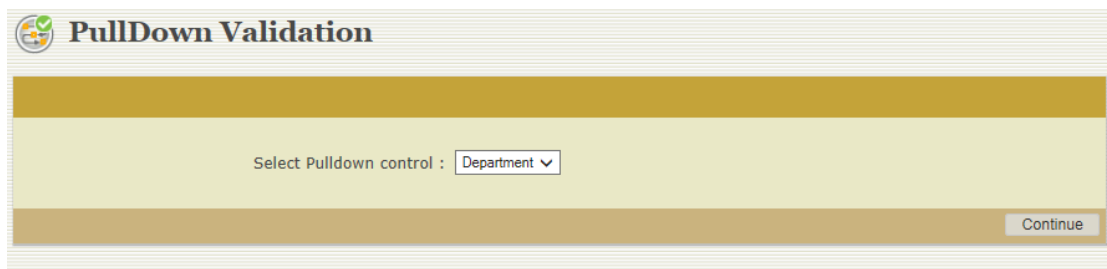 PullDown Validation
Select Pulldown control : Department
Continue